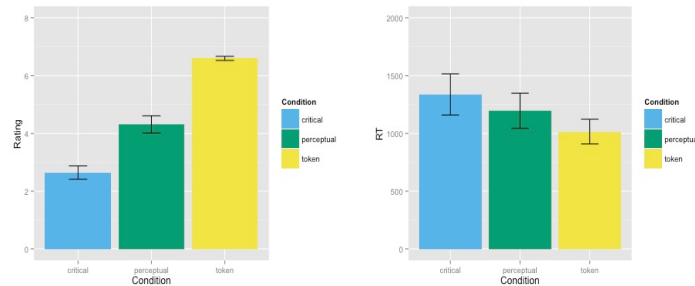 8
6
4
2
0
Rating
critical
perceptual
token
Condition
Condition
critical
perceptual
token
2000
1500
1000
500
0
RT
critical
perceptual
token
Condition
Condition
critical
perceptual
token